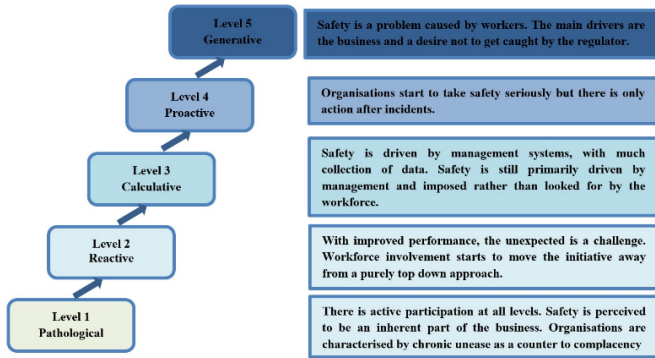 Level 5
Generative
Safety is a problem caused by workers. The main drivers are
the business and a desire not to get caught by the regulator.
Level 4
Proactive
Organisations start to take safety seriously but there is only
action after incidents.
Level 3
Calculative
Safety is driven by management systems, with much
collection of data. Safety is still primarily driven by
management and imposed rather than looked for by the
workforce.
Level 2
Reactive
With improved performance, the unexpected is a challenge.
Workforce involvement starts to move the initiative away
from a purely top down approach.
Level 1
Pathological
There is active participation at all levels. Safety is perceived
to be an inherent part of the business. Organisations are
characterised by chronic unease as a counter to complacency